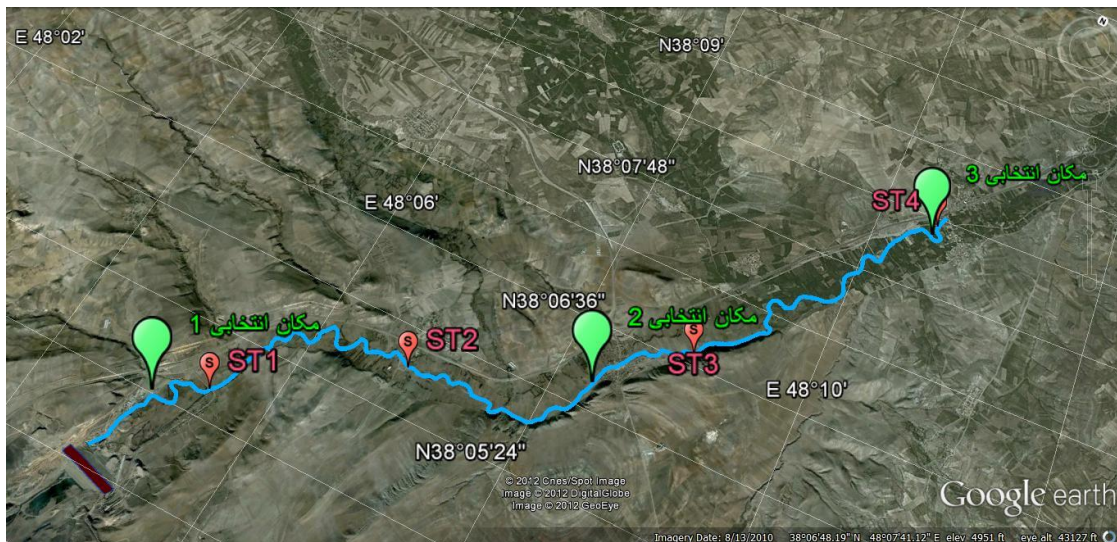 E 48°02'
N38°09'
N
N38°07'48"
E 48°06'
مکان انتخابی 3
ST4
N38°06'36"
مکان انتخابی 2
مکان انتخابی 1
S
ST1
S
ST2
S
ST3
E 48°10'
N38°05'24"
© 2012 Cnes/Spot Image
Image © 2012 DigitalGlobe
Image © 2012 GeoEye
Google earth
Imagery Date: 8/13/2010 38°06'48.19" N 48°07'41.12" E elev 4951 ft eye alt 43127 ft